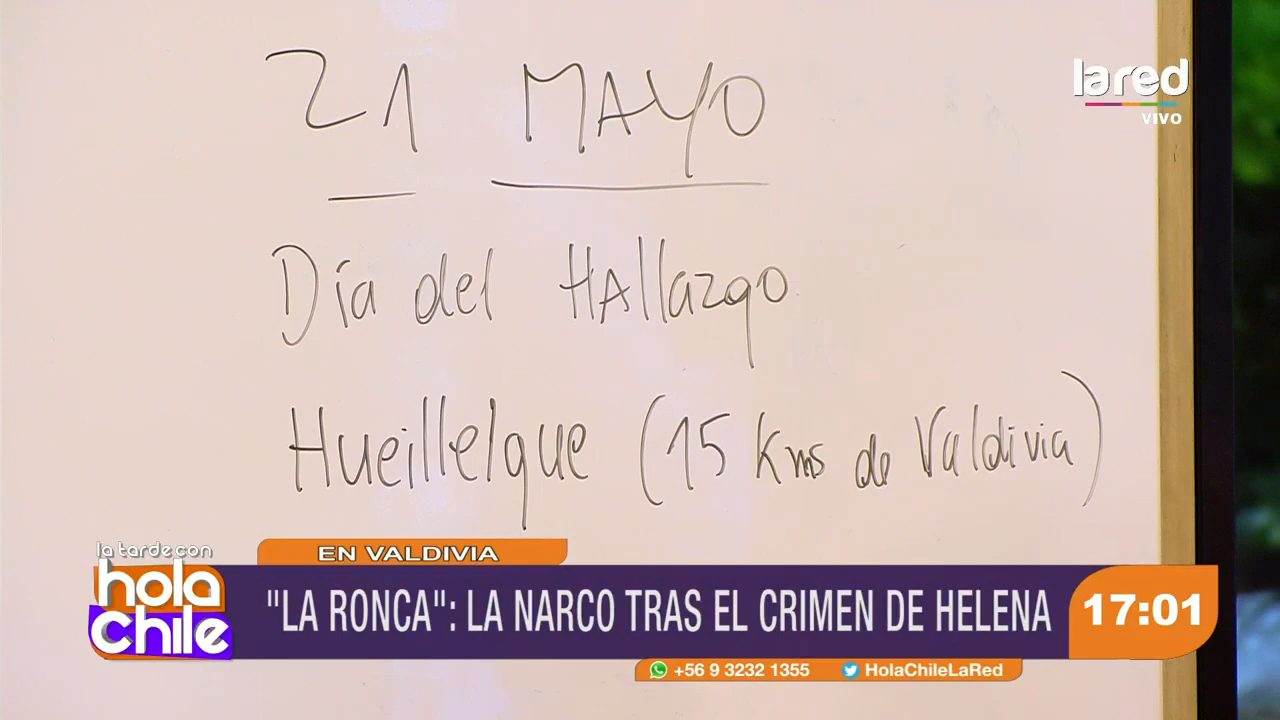 21 MAYO
Día del Hallazgo
Hueillelque (15 Kms de Valdivia)
la red
VIVO
EN VALDIVIA
la tarde con
hola
chile
"LA RONCA": LA NARCO TRAS EL CRIMEN DE HELENA
17:01
+56 9 3232 1355
HolaChileLaRed